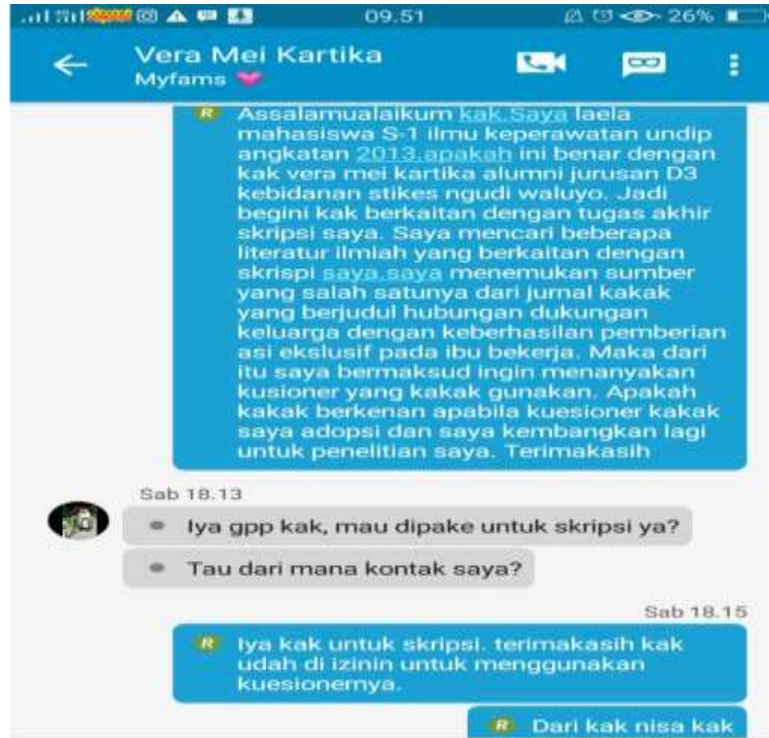 09.51
26%
Vera Mei Kartika
Myfams
Assalamualaikum kak.Saya laela
mahasiswa S-1 ilmu keperawatan undip
angkatan 2013.apakah ini benar dengan
kak vera mei kartika alumni jurusan D3
kebidanan stikes ngudi waluyo. Jadi
begini kak berkaitan dengan tugas akhir
skripsi saya. Saya mencari beberapa
literatur ilmiah yang berkaitan dengan
skrispi saya.saya menemukan sumber
yang salah satunya dari jurnal kakak
yang berjudul hubungan dukungan
keluarga dengan keberhasilan pemberian
asi ekslusif pada ibu bekerja. Maka dari
itu saya bermaksud ingin menanyakan
kusioner yang kakak gunakan. Apakah
kakak berkenan apabila kuesioner kakak
saya adopsi dan saya kembangkan lagi
untuk penelitian saya. Terimakasih
Sab 18.13
Iya gpp kak, mau dipake untuk skripsi ya?
Tau dari mana kontak saya?
Sab 18.15
R Iya kak untuk skripsi. terimakasih kak
udah di izinin untuk menggunakan
kuesionernya.
R Dari kak nisa kak